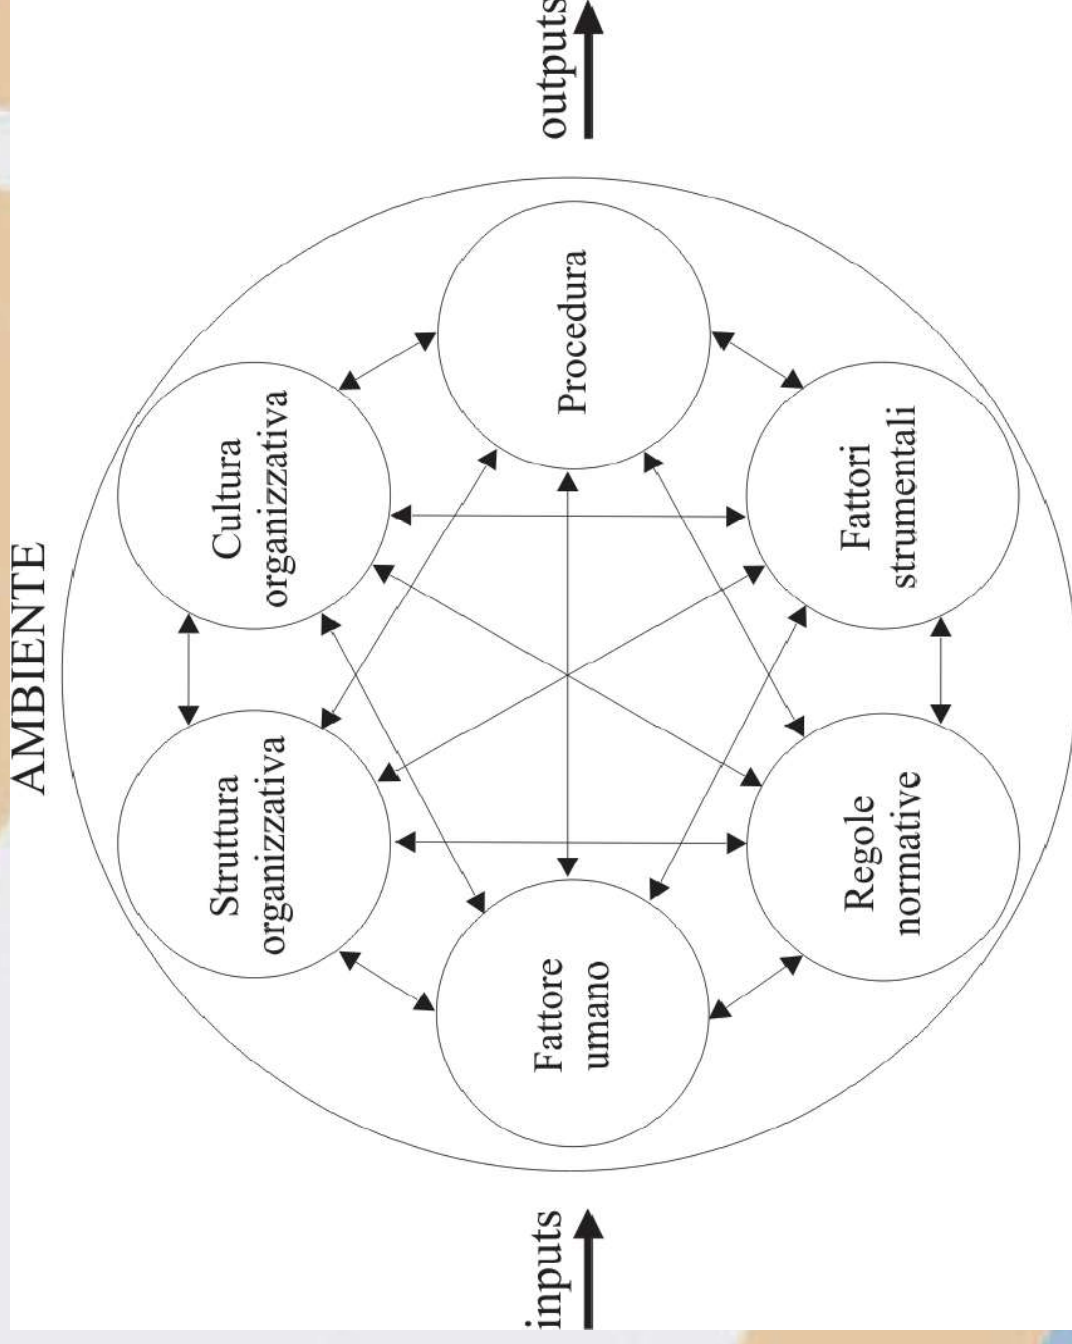 AMBIENTE
inputs
Struttura
organizzativa
Cultura
organizzativa
Fattore
umano
Procedura
Regole
normative
Fattori
strumentali
outputs